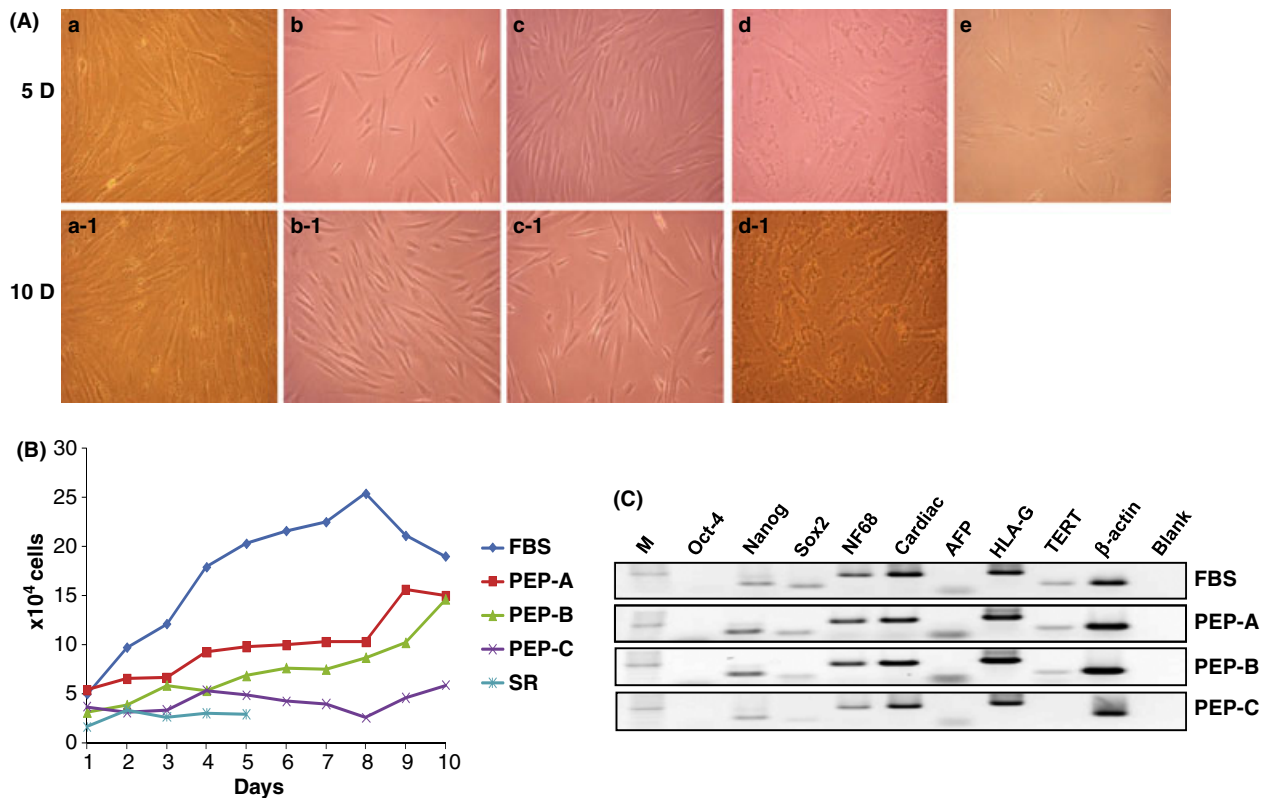 (A)
a b c d e
5 D
a-1 b-1 c-1 d-1
10 D
(B)
30
25
20
15
10
5
0
x10⁴ cells
1 2 3 4 5 6 7 8 9 10
Days
FBS
PEP-A
PEP-B
PEP-C
SR
(C)
M Oct-4 Nanog Sox2 NF68 Cardiac AFP HLA-G TERT β-actin Blank
FBS
PEP-A
PEP-B
PEP-C